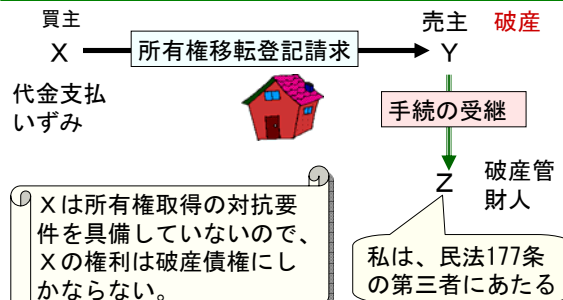 買主
X
所有権移転登記請求
売主 破産
Y
代金支払
いずみ
手続の受継
Z
破産管
財人
Xは所有権取得の対抗要
件を具備していないので、
Xの権利は破産債権にし
かならない。
私は、民法177条
の第三者にあたる